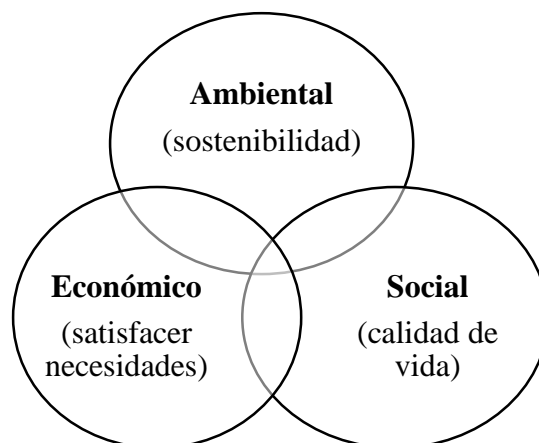 Ambiental
(sostenibilidad)
Económico
(satisfacer
necesidades)
Social
(calidad de
vida)